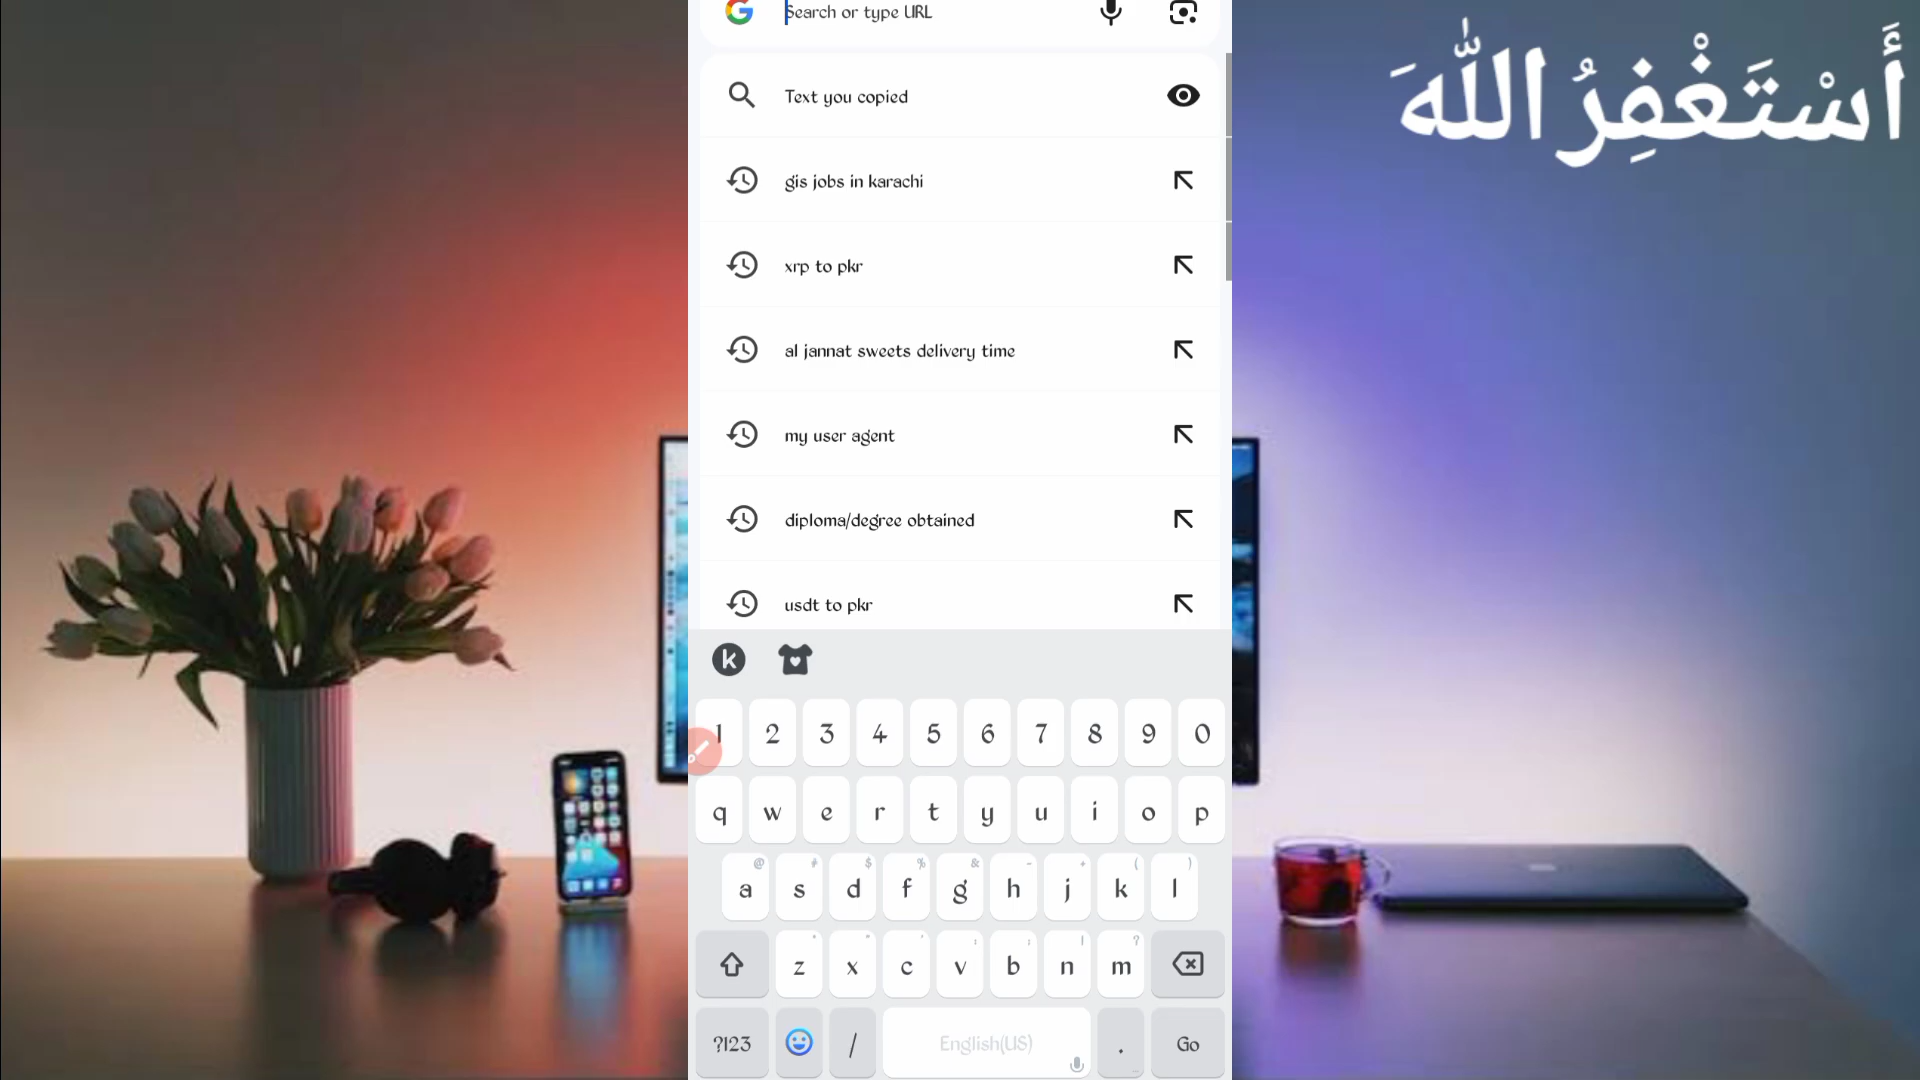 Search or type URL
أَسْتَغْفِرُ اللّٰهَ
Text you copied
gis jobs in karachi
xrp to pkr
al jannat sweets delivery time
my user agent
diploma/degree obtained
usdt to pkr
k
1 2 3 4 5 6 7 8 9 0
q w e r t y u i o p
@ # $ % & - + ( )
a s d f g h j k l
* " ' : ; ! ?
z x c v b n m
?123 / English(US) . Go